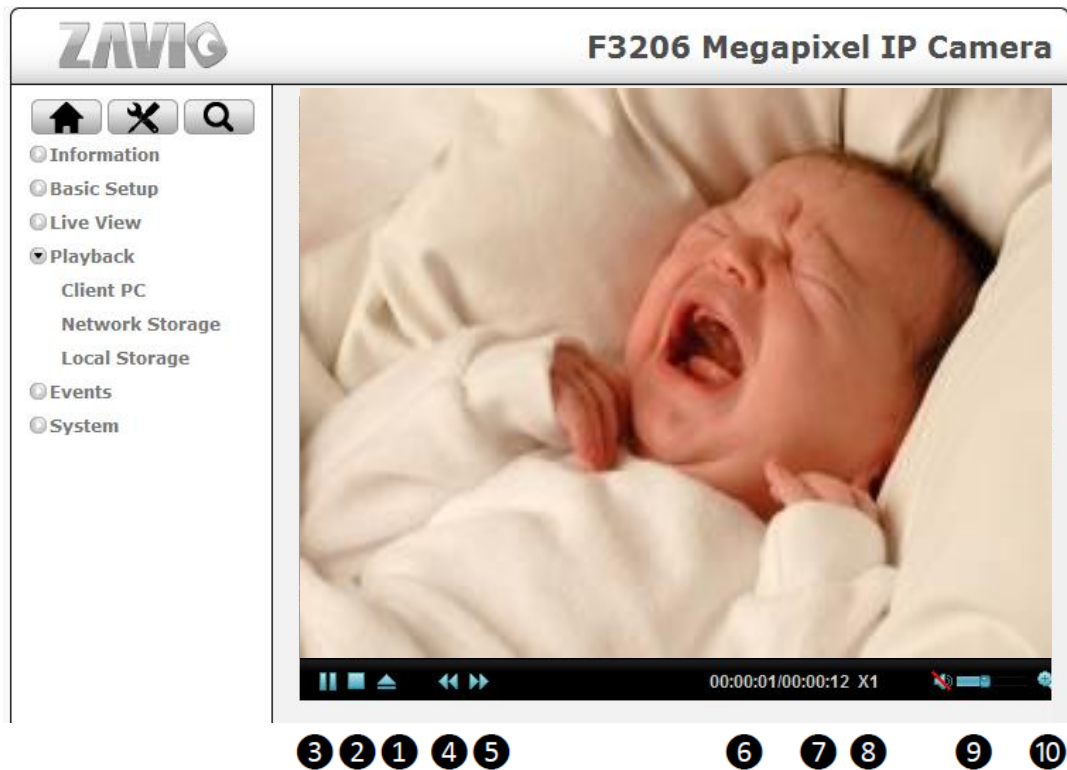 ZAVIO
F3206 Megapixel IP Camera
Information
Basic Setup
Live View
Playback
Client PC
Network Storage
Local Storage
Events
System
00:00:01/00:00:12 X1
3 2 1 4 5 6 7 8 9 10